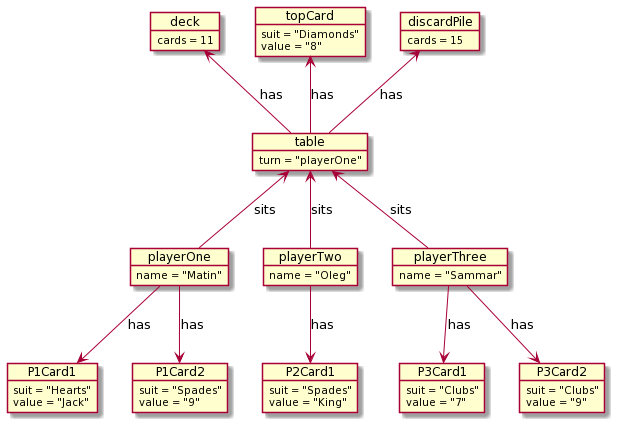 deck
cards = 11
topCard
suit = "Diamonds"
value = "8"
discardPile
cards = 15
has
has
has
table
turn = "playerOne"
sits
sits
sits
playerOne
name = "Matin"
playerTwo
name = "Oleg"
playerThree
name = "Sammar"
has
has
has
has
has
P1Card1
suit = "Hearts"
value = "Jack"
P1Card2
suit = "Spades"
value = "9"
P2Card1
suit = "Spades"
value = "King"
P3Card1
suit = "Clubs"
value = "7"
P3Card2
suit = "Clubs"
value = "9"